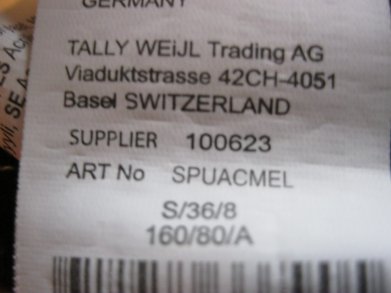 GERMANY
TALLY WEiJL Trading AG
Viaduktstrasse 42CH-4051
Basel SWITZERLAND
SUPPLIER 100623
ART No SPUACMEL
S/36/8
160/80/A